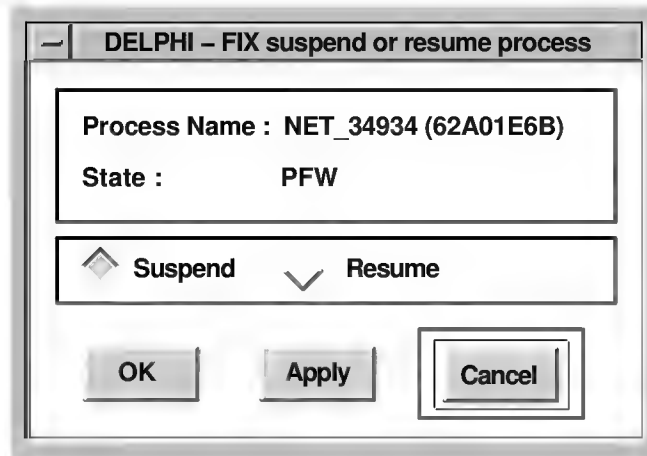 DELPHI – FIX suspend or resume process
Process Name : NET_34934 (62A01E6B)
State : PFW
Suspend Resume
OK Apply Cancel